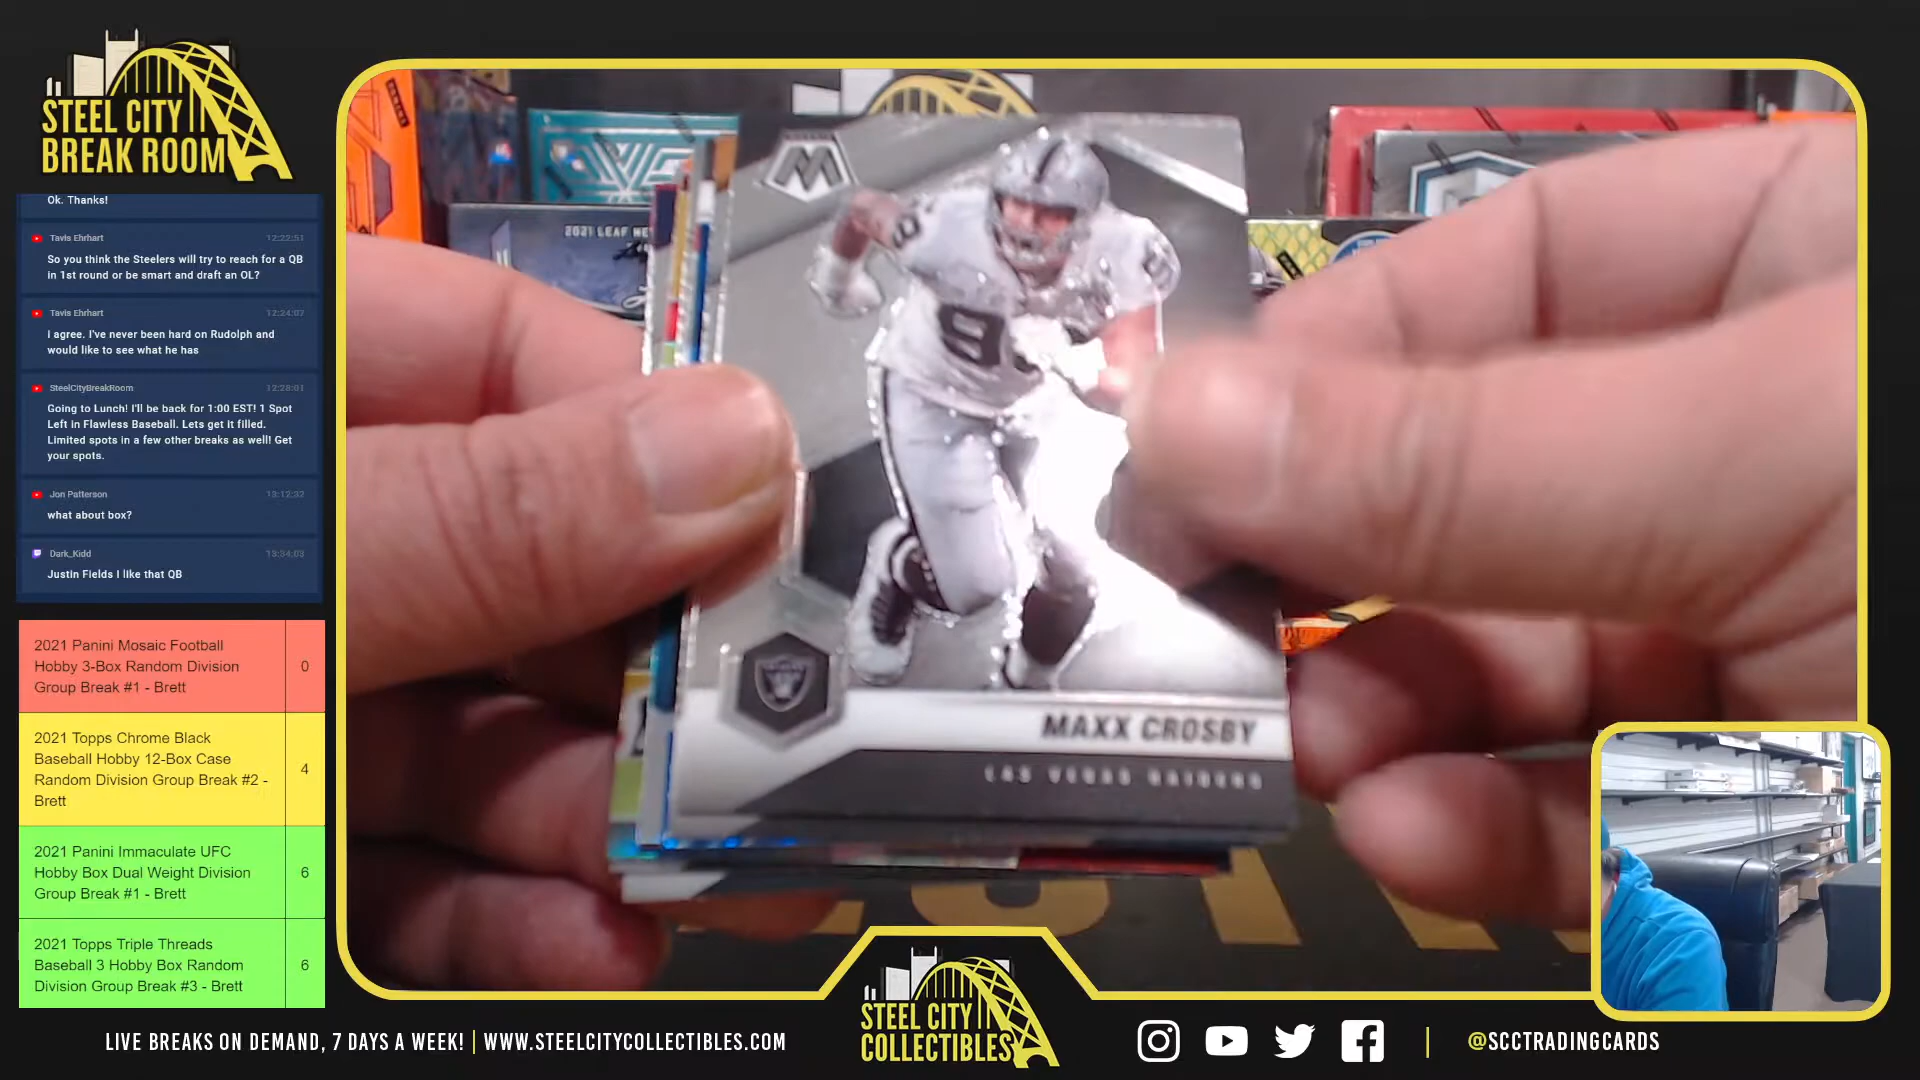 STEEL CITY
BREAK ROOM
Ok. Thanks!
Tavis Ehrhart 12:22:51
So you think the Steelers will try to reach for a QB
in 1st round or be smart and draft an OL?
Tavis Ehrhart 12:24:07
I agree. I've never been hard on Rudolph and
would like to see what he has
SteelCityBreakRoom 12:28:01
Going to Lunch! I'll be back for 1:00 EST! 1 Spot
Left in Flawless Baseball. Lets get it filled.
Limited spots in a few other breaks as well! Get
your spots.
Jon Patterson 13:12:32
what about box?
Dark_Kidd 13:34:03
Justin Fields I like that QB
2021 Panini Mosaic Football
Hobby 3-Box Random Division
Group Break #1 - Brett
0
2021 Topps Chrome Black
Baseball Hobby 12-Box Case
Random Division Group Break #2 -
Brett
4
2021 Panini Immaculate UFC
Hobby Box Dual Weight Division
Group Break #1 - Brett
6
2021 Topps Triple Threads
Baseball 3 Hobby Box Random
Division Group Break #3 - Brett
6
2021 LEAF
MAXX CROSBY
LAS VEGAS RAIDERS
LIVE BREAKS ON DEMAND, 7 DAYS A WEEK! | WWW.STEELCITYCOLLECTIBLES.COM
STEEL CITY
COLLECTIBLES
@SCCTRADINGCARDS